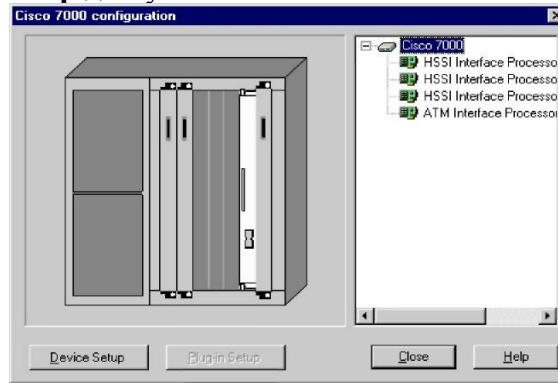 Cisco 7000 configuration
Cisco 7000
HSSI Interface Processo
HSSI Interface Processo
HSSI Interface Processo
ATM Interface Processor
Device Setup
Plug-in Setup
Close
Help